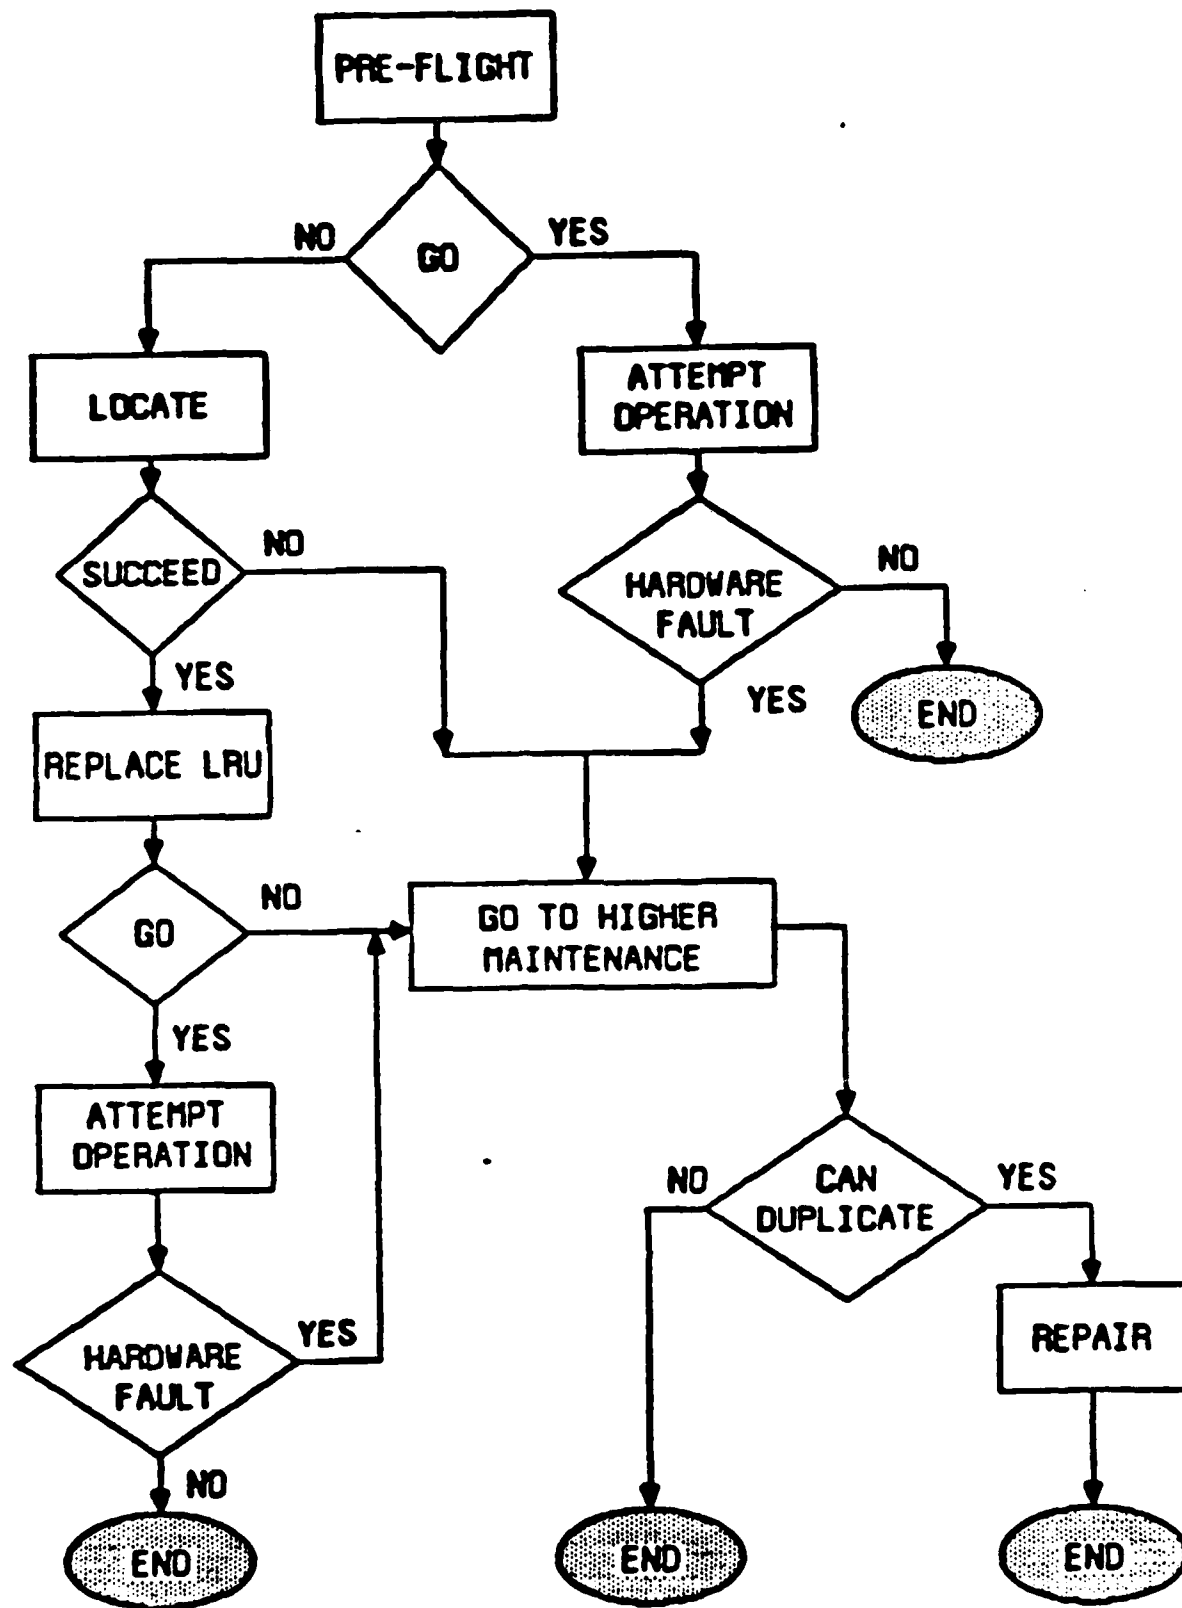 PRE-FLIGHT
GO
NO
YES
LOCATE
ATTEMPT
OPERATION
SUCCEED
NO
YES
HARDWARE
FAULT
NO
YES
END
REPLACE LRU
GO
NO
YES
GO TO HIGHER
MAINTENANCE
ATTEMPT
OPERATION
HARDWARE
FAULT
YES
NO
END
CAN
DUPLICATE
NO
YES
END
REPAIR
END